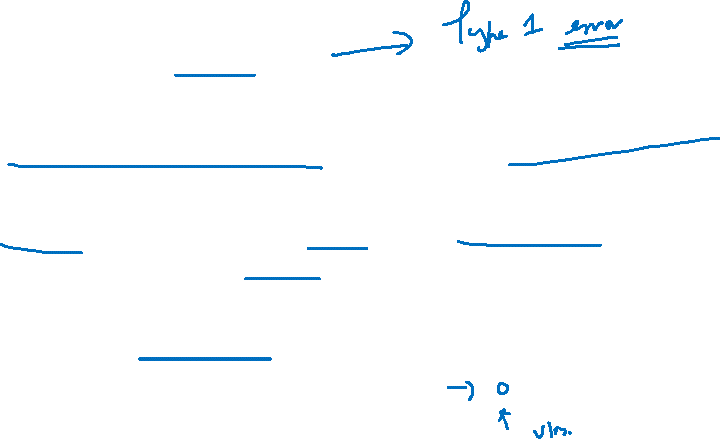 → Type 1 error
→ 0
↑